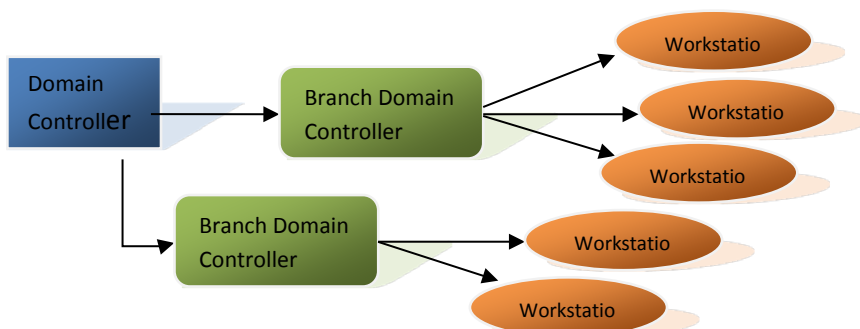 Domain
Controller
Branch Domain
Controller
Workstatio
Workstatio
Workstatio
Branch Domain
Controller
Workstatio
Workstatio